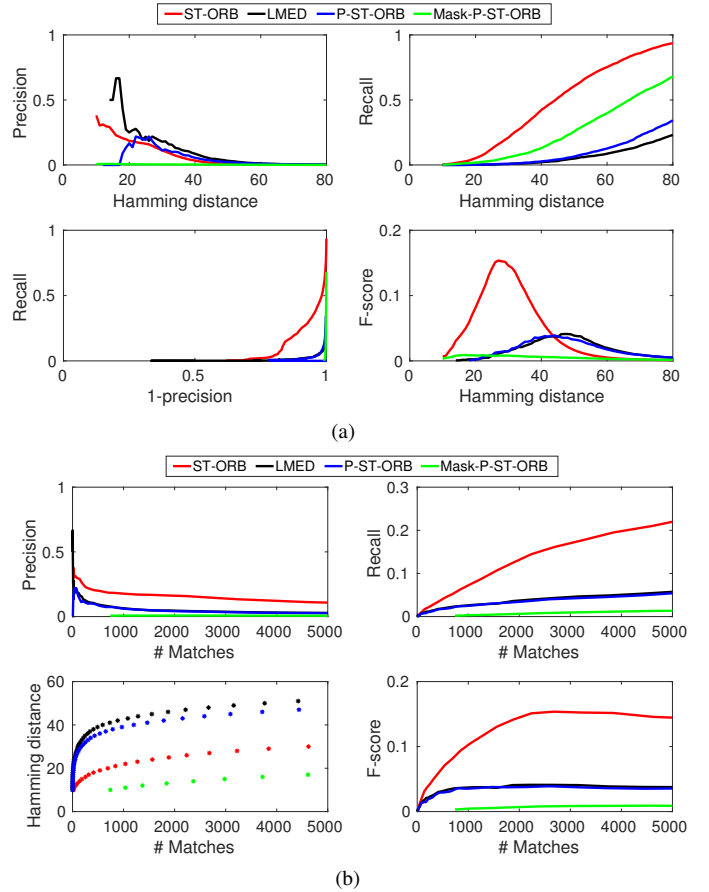 ST-ORB LMED P-ST-ORB Mask-P-ST-ORB
Precision
1
0.5
0
0 20 40 60 80
Hamming distance
Recall
1
0.5
0
0 20 40 60 80
Hamming distance
Recall
1
0.5
0
0 0.5 1
1-precision
F-score
0.2
0.1
0
0 20 40 60 80
Hamming distance
(a)
ST-ORB LMED P-ST-ORB Mask-P-ST-ORB
Precision
1
0.5
0
0 1000 2000 3000 4000 5000
# Matches
Recall
0.3
0.2
0.1
0
0 1000 2000 3000 4000 5000
# Matches
Hamming distance
60
40
20
0
0 1000 2000 3000 4000 5000
# Matches
F-score
0.2
0.1
0
0 1000 2000 3000 4000 5000
# Matches
(b)